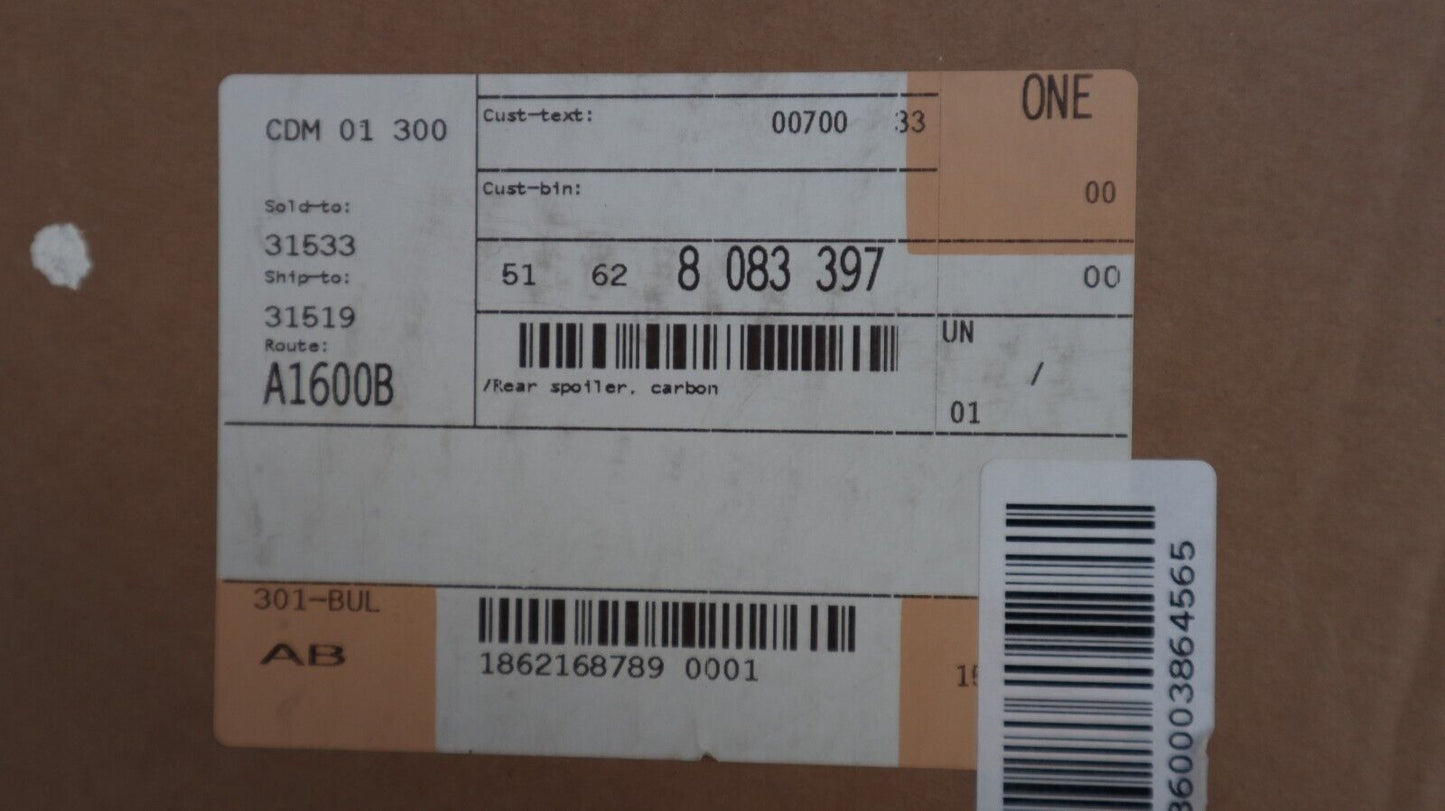 CDM 01 300
Sold-to:
31533
Ship-to:
31519
Route:
A1600B
Cust-text: 00700 33
ONE
Cust-bin:
00
51 62 8 083 397
00
/Rear spoiler, carbon
UN
/
01
301-BUL
AB
1862168789 0001